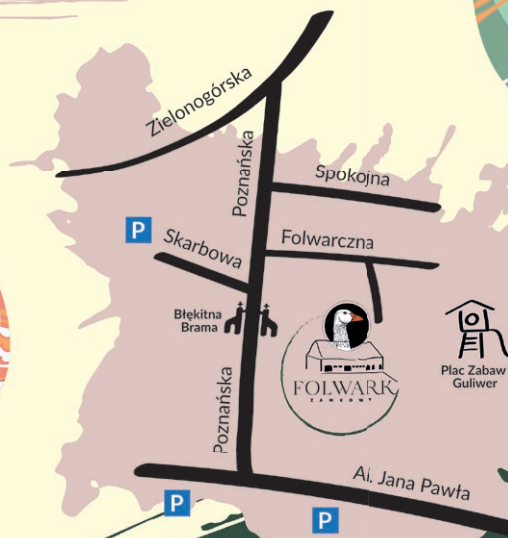 Zielonogórska
Poznańska
Spokojna
P
Skarbowa
Folwarczna
Błękitna
Brama
FOLWARK
ZAMKOWY
Plac Zabaw
Guliwer
Poznańska
Al. Jana Pawła
P
P